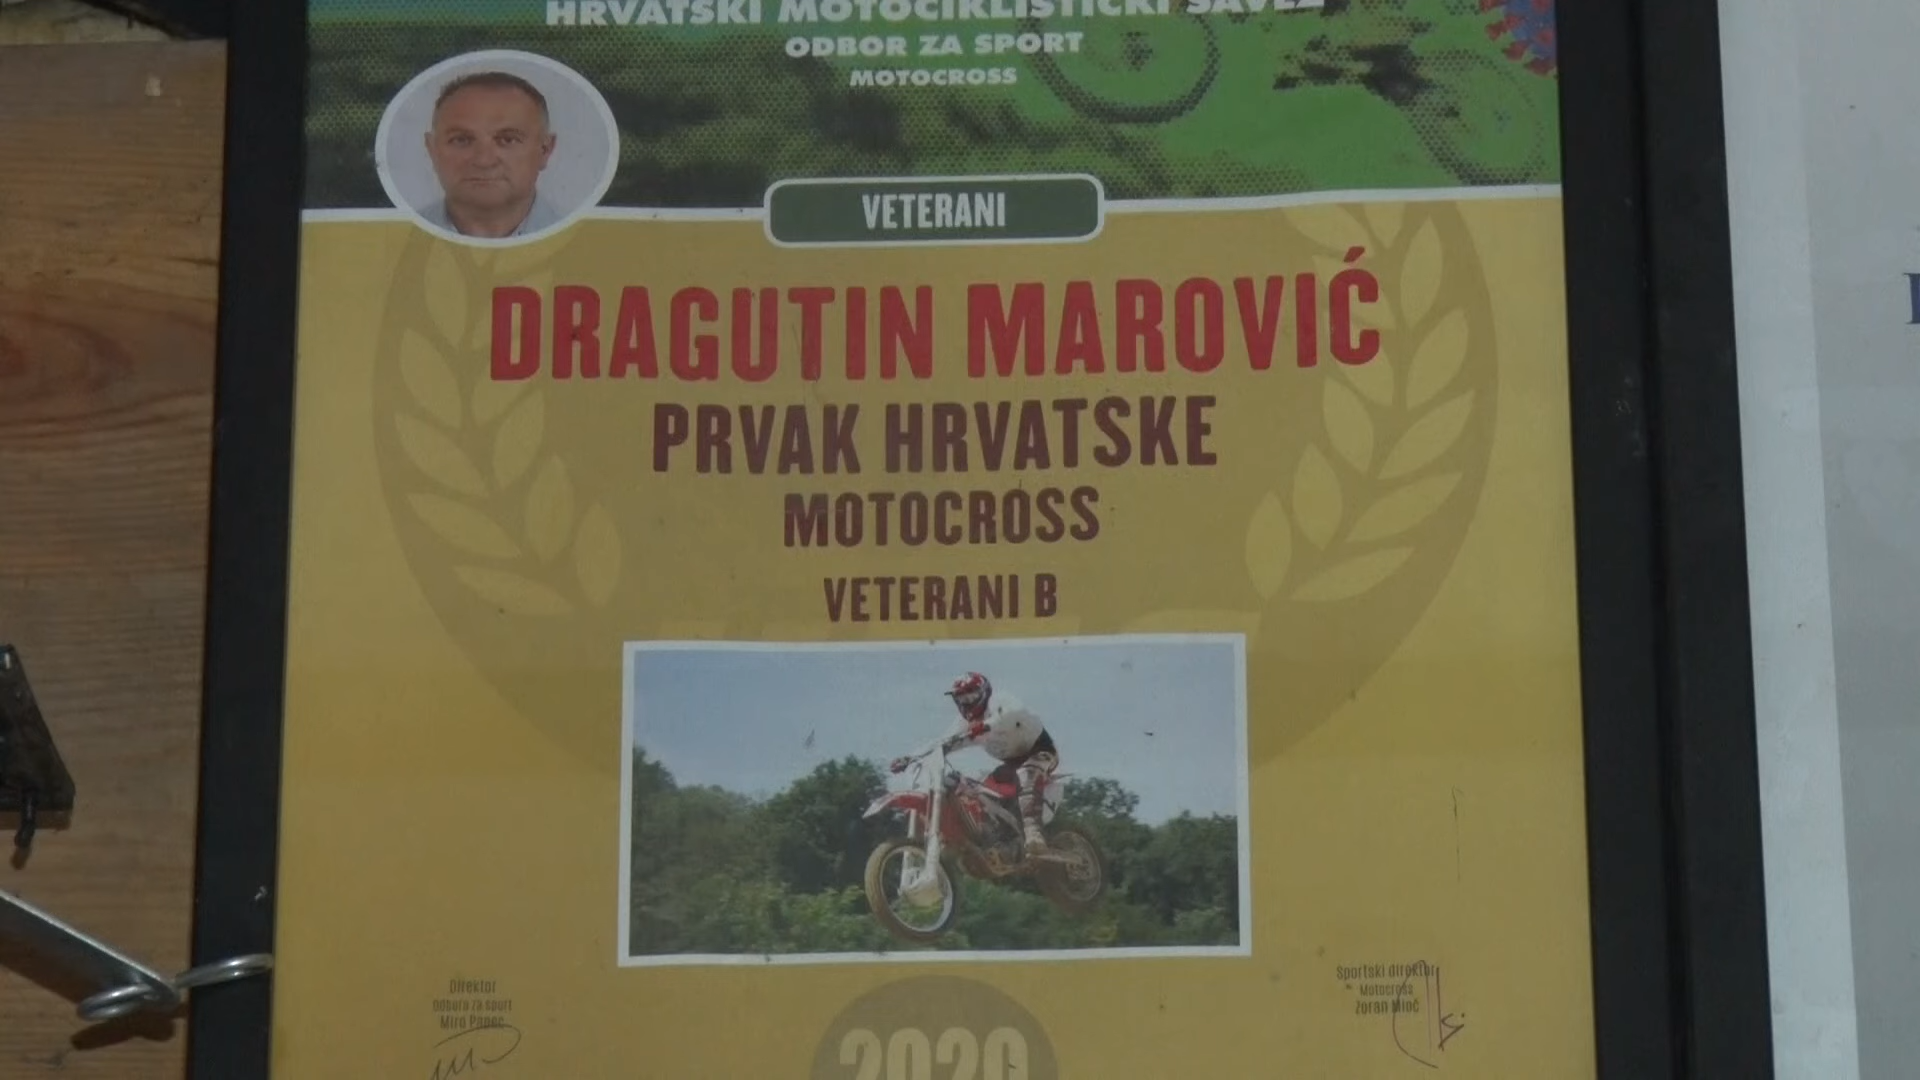 HRVATSKI MOTOCIKLISTIČKI SAVEZ
ODBOR ZA SPORT
MOTOCROSS
VETERANI
DRAGUTIN MAROVIĆ
PRVAK HRVATSKE
MOTOCROSS
VETERANI B
Direktor
Odbora za sport
Miro Papac
Sportski direktor
Motocross
Zoran Mioč
2020